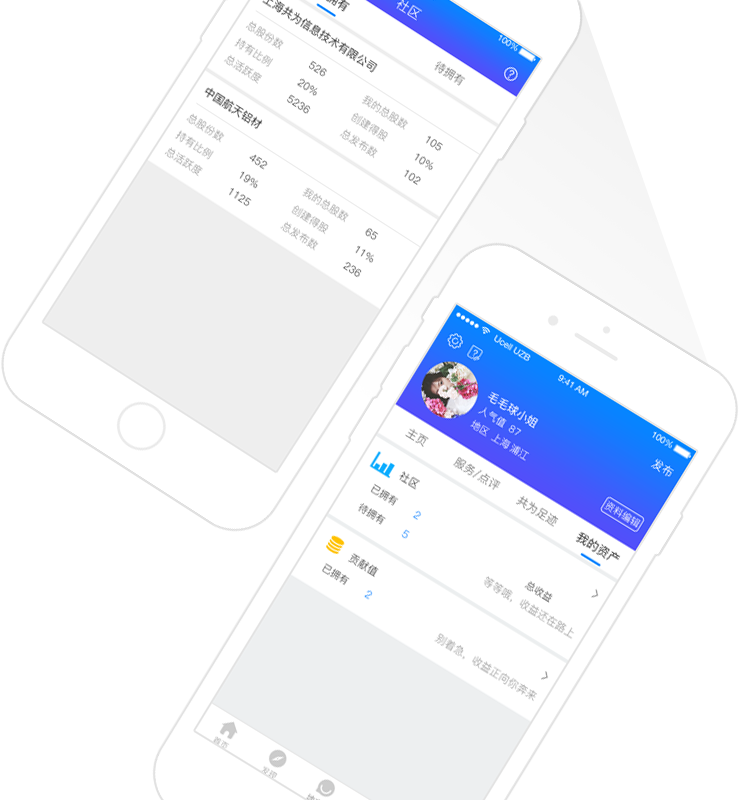 社区
100%
拥有
待拥有
上海共为信息技术有限公司
总股份数 526 我的总股数 105
持有比例 20% 创建得股 10%
总活跃度 5236 总发布数 102
中国航天铝材
总股份数 452 我的总股数 65
持有比例 19% 创建得股 11%
总活跃度 1125 总发布数 236
Ucell UZB 9:41 AM 100%
发布
毛毛球小姐
人气值 87
地区 上海 浦江
资料编辑
主页 服务/点评 共为足迹 我的资产
社区
已拥有 2 总收益
待拥有 5 等等哦，收益还在路上
贡献值
已拥有 2 别着急，收益正向你奔来
首页 发现